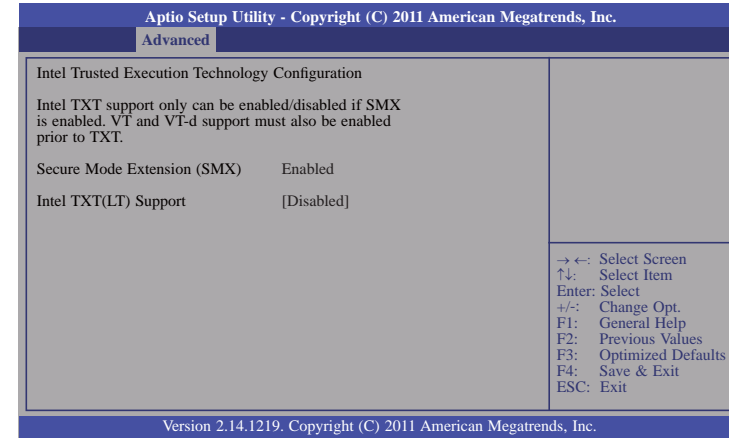 Aptio Setup Utility - Copyright (C) 2011 American Megatrends, Inc.
Advanced
Intel Trusted Execution Technology Configuration
Intel TXT support only can be enabled/disabled if SMX
is enabled. VT and VT-d support must also be enabled
prior to TXT.
Secure Mode Extension (SMX) Enabled
Intel TXT(LT) Support [Disabled]
→ ←: Select Screen
↑↓: Select Item
Enter: Select
+/-: Change Opt.
F1: General Help
F2: Previous Values
F3: Optimized Defaults
F4: Save & Exit
ESC: Exit
Version 2.14.1219. Copyright (C) 2011 American Megatrends, Inc.